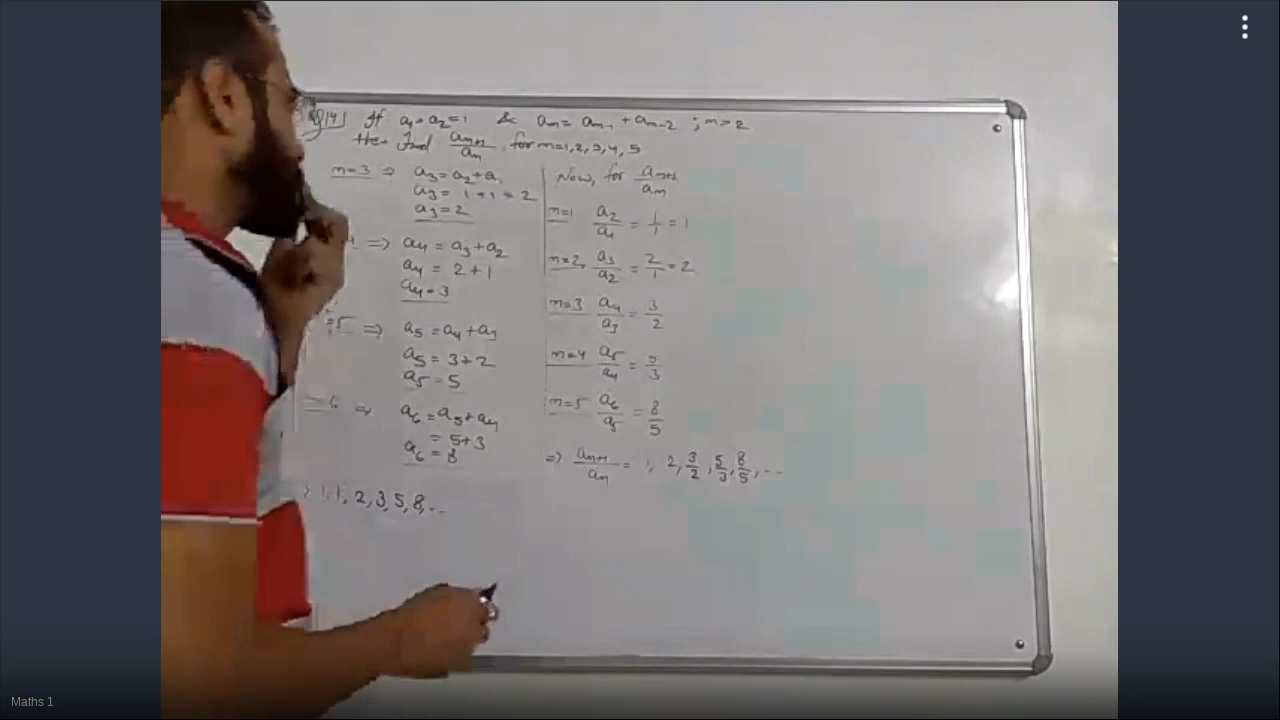 If a₁=a₂=1 & aₙ = aₙ₋₁ + aₙ₋₂ ; n>2
then Find aₙ₊₁/aₙ, for n=1,2,3,4,5
n=3 ⇒ a₃=a₂+a₁
a₃ = 1+1 = 2
a₃=2
⇒ a₄ = a₃+a₂
a₄ = 2+1
a₄=3
=5 ⇒ a₅ = a₄+a₃
a₅ = 3+2
a₅ = 5
6 ⇒ a₆ = a₅+a₄
= 5+3
a₆ = 8
1, 1, 2, 3, 5, 8, ...
Now, for aₙ₊₁/aₙ
n=1 a₂/a₁ = 1/1 = 1
n=2, a₃/a₂ = 2/1 = 2
n=3 a₄/a₃ = 3/2
n=4 a₅/a₄ = 5/3
n=5 a₆/a₅ = 8/5
⇒ aₙ₊₁/aₙ = 1, 2, 3/2, 5/3, 8/5, ...
Maths 1